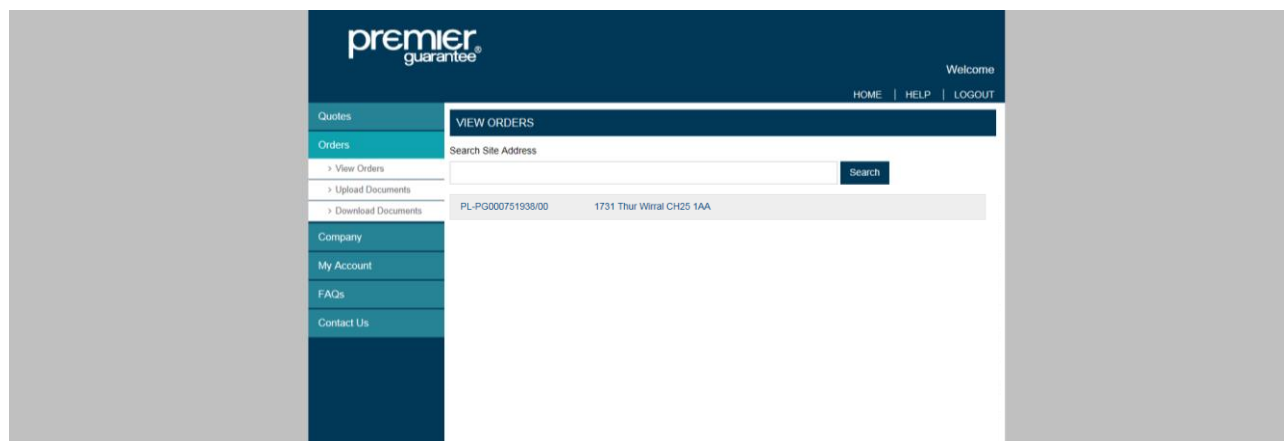 premier
guarantee®
Welcome
HOME | HELP | LOGOUT
Quotes
Orders
> View Orders
> Upload Documents
> Download Documents
Company
My Account
FAQs
Contact Us
VIEW ORDERS
Search Site Address
Search
PL-PG000751938/00 1731 Thur Wirral CH25 1AA